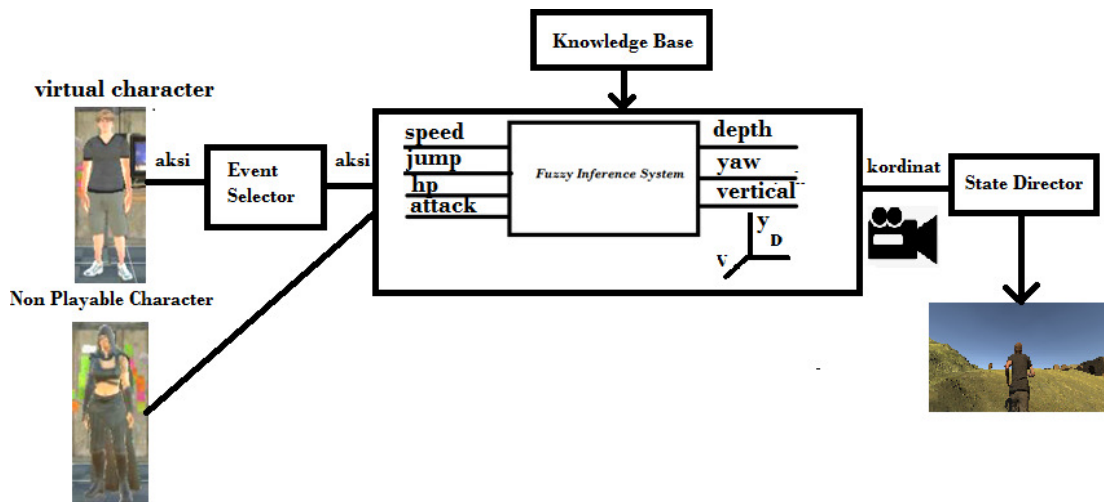 Knowledge Base
virtual character
aksi
Event
Selector
aksi
speed
jump
hp
attack
Fuzzy Inference System
depth
yaw
vertical
y
D
V
kordinat
State Director
Non Playable Character